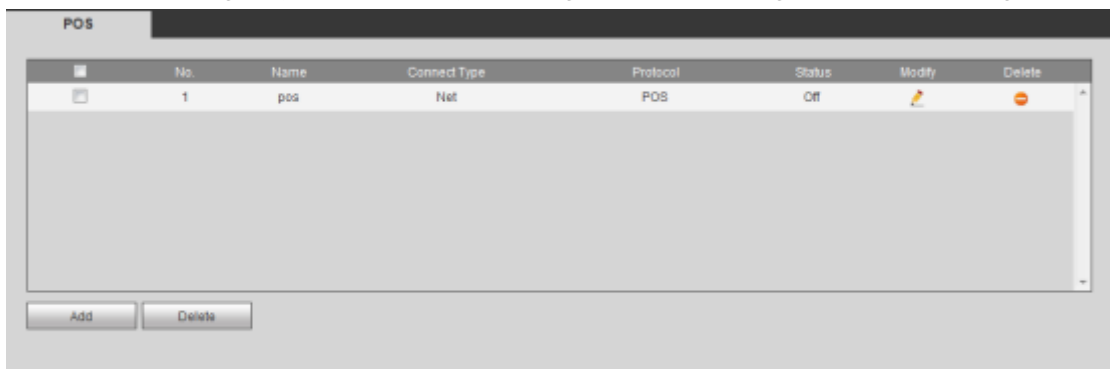 POS
No. Name Connect Type Protocol Status Modify Delete
1 pos Net POS Off
Add Delete